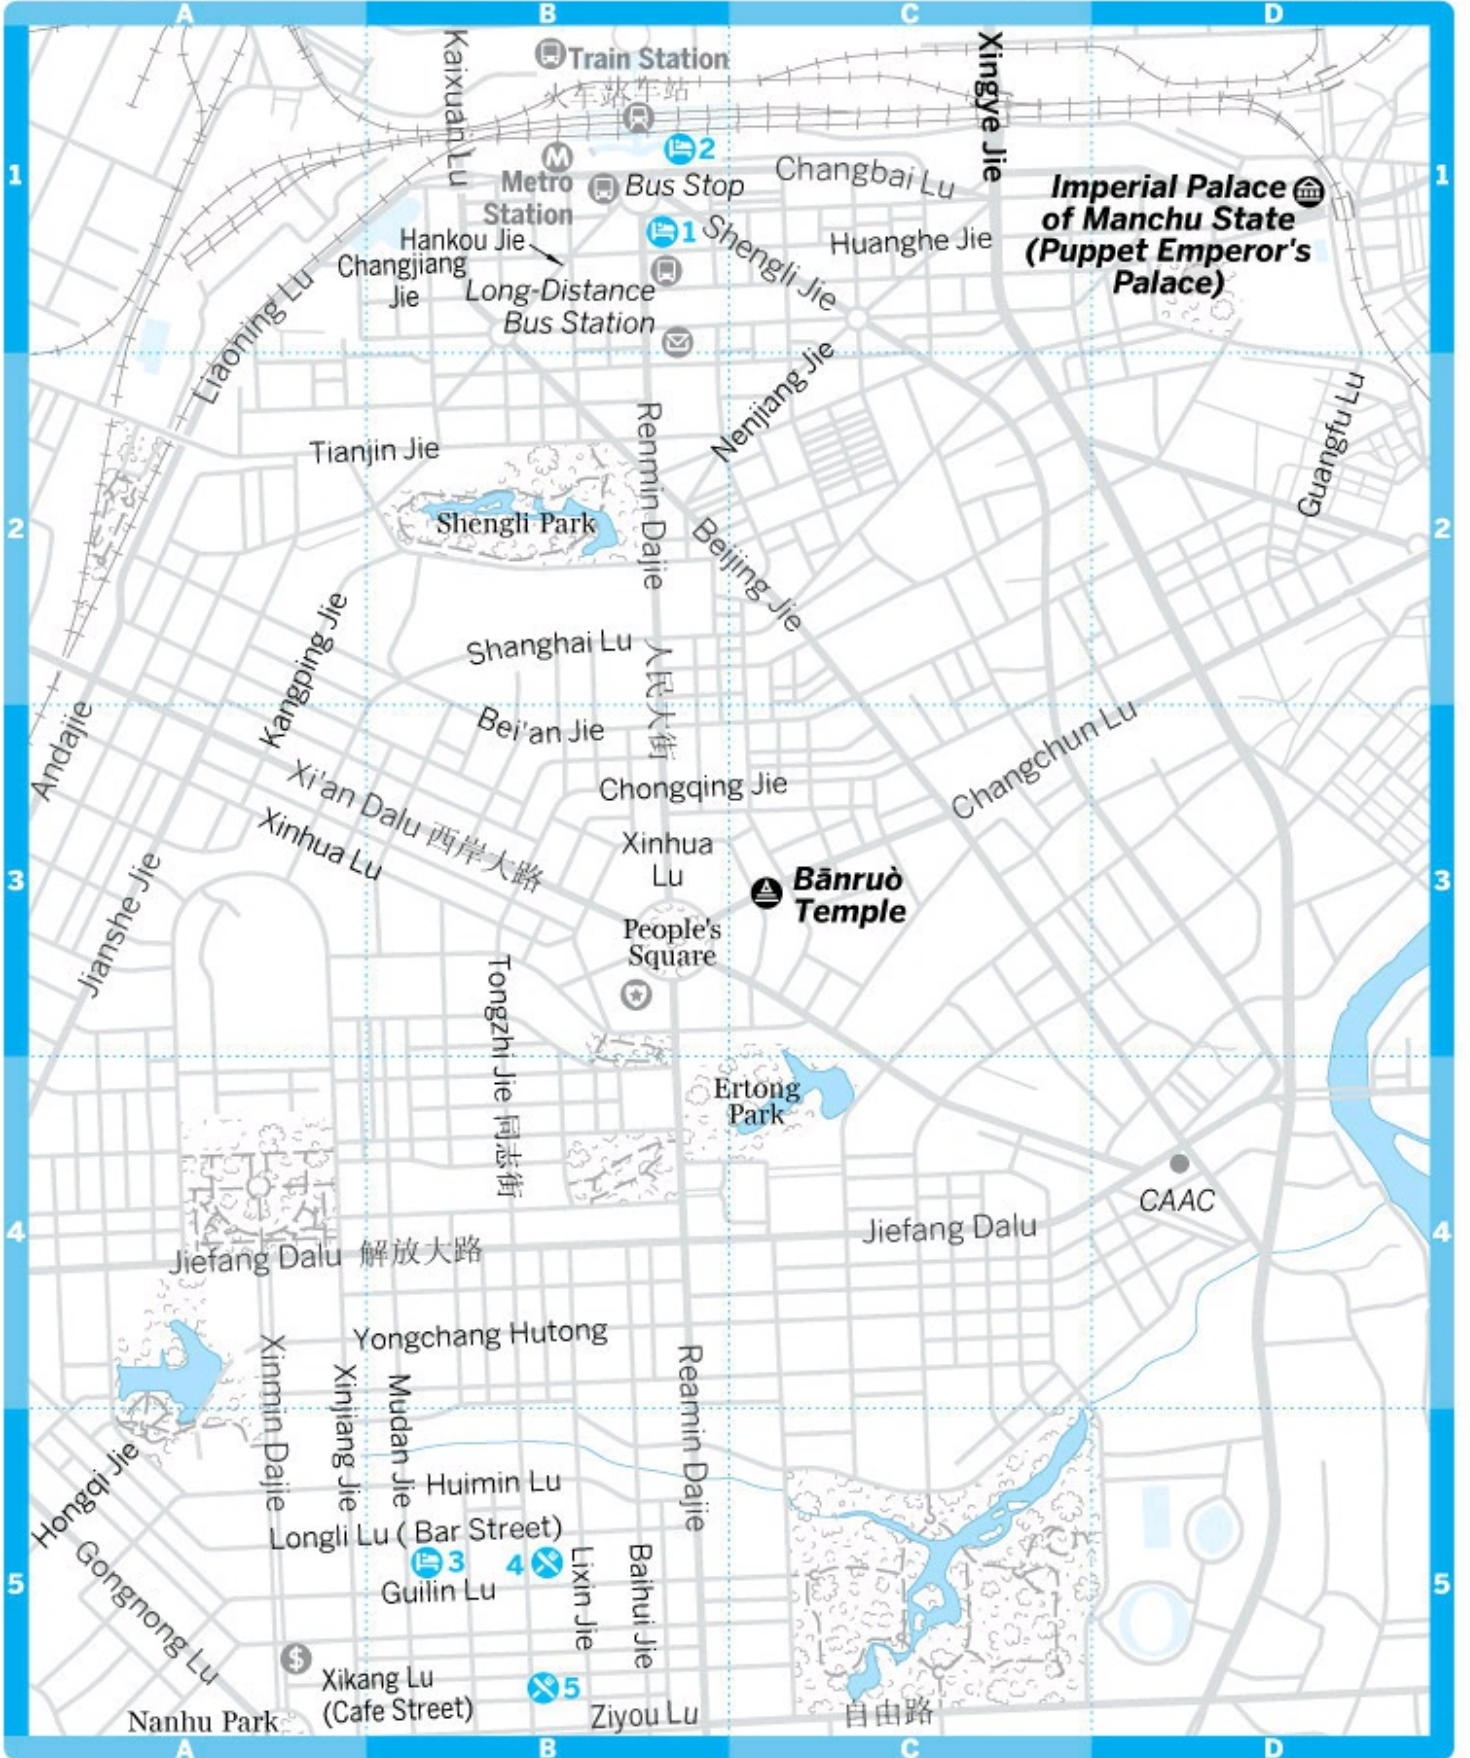 A
B
C
D
Kaixuan Lu
Train Station
火车站车站
Xingye Jie
2
1
Metro
Station
Bus Stop
Changbai Lu
1
Imperial Palace
of Manchu State
(Puppet Emperor's
Palace)
Hankou Jie
1
Shengli Jie
Huanghe Jie
Changjiang
Jie
Long-Distance
Bus Station
Liaoning Lu
Nenjiang Jie
Guangfu Lu
Tianjin Jie
Renmin Dajie
2
Shengli Park
Beijing Jie
2
Kangping Jie
Shanghai Lu
人民大街
Andajie
Bei'an Jie
Changchun Lu
Xi'an Dalu 西岸大路
Chongqing Jie
Xinhua Lu
Xinhua
Lu
3
Jianshe Jie
Bānruò
Temple
3
People's
Square
Tongzhi Jie 同志街
Ertong
Park
CAAC
4
Jiefang Dalu 解放大路
Jiefang Dalu
4
Yongchang Hutong
Xinmin Dajie
Xinjiang Jie
Mudan Jie
Reamin Dajie
Hongqi Jie
Huimin Lu
Longli Lu ( Bar Street)
3
4
Gongnong Lu
Guilin Lu
Lixin Jie
Baihui Jie
5
5
$
Xikang Lu
(Cafe Street)
5
Nanhu Park
Ziyou Lu
自由路
A
B
C
D
M